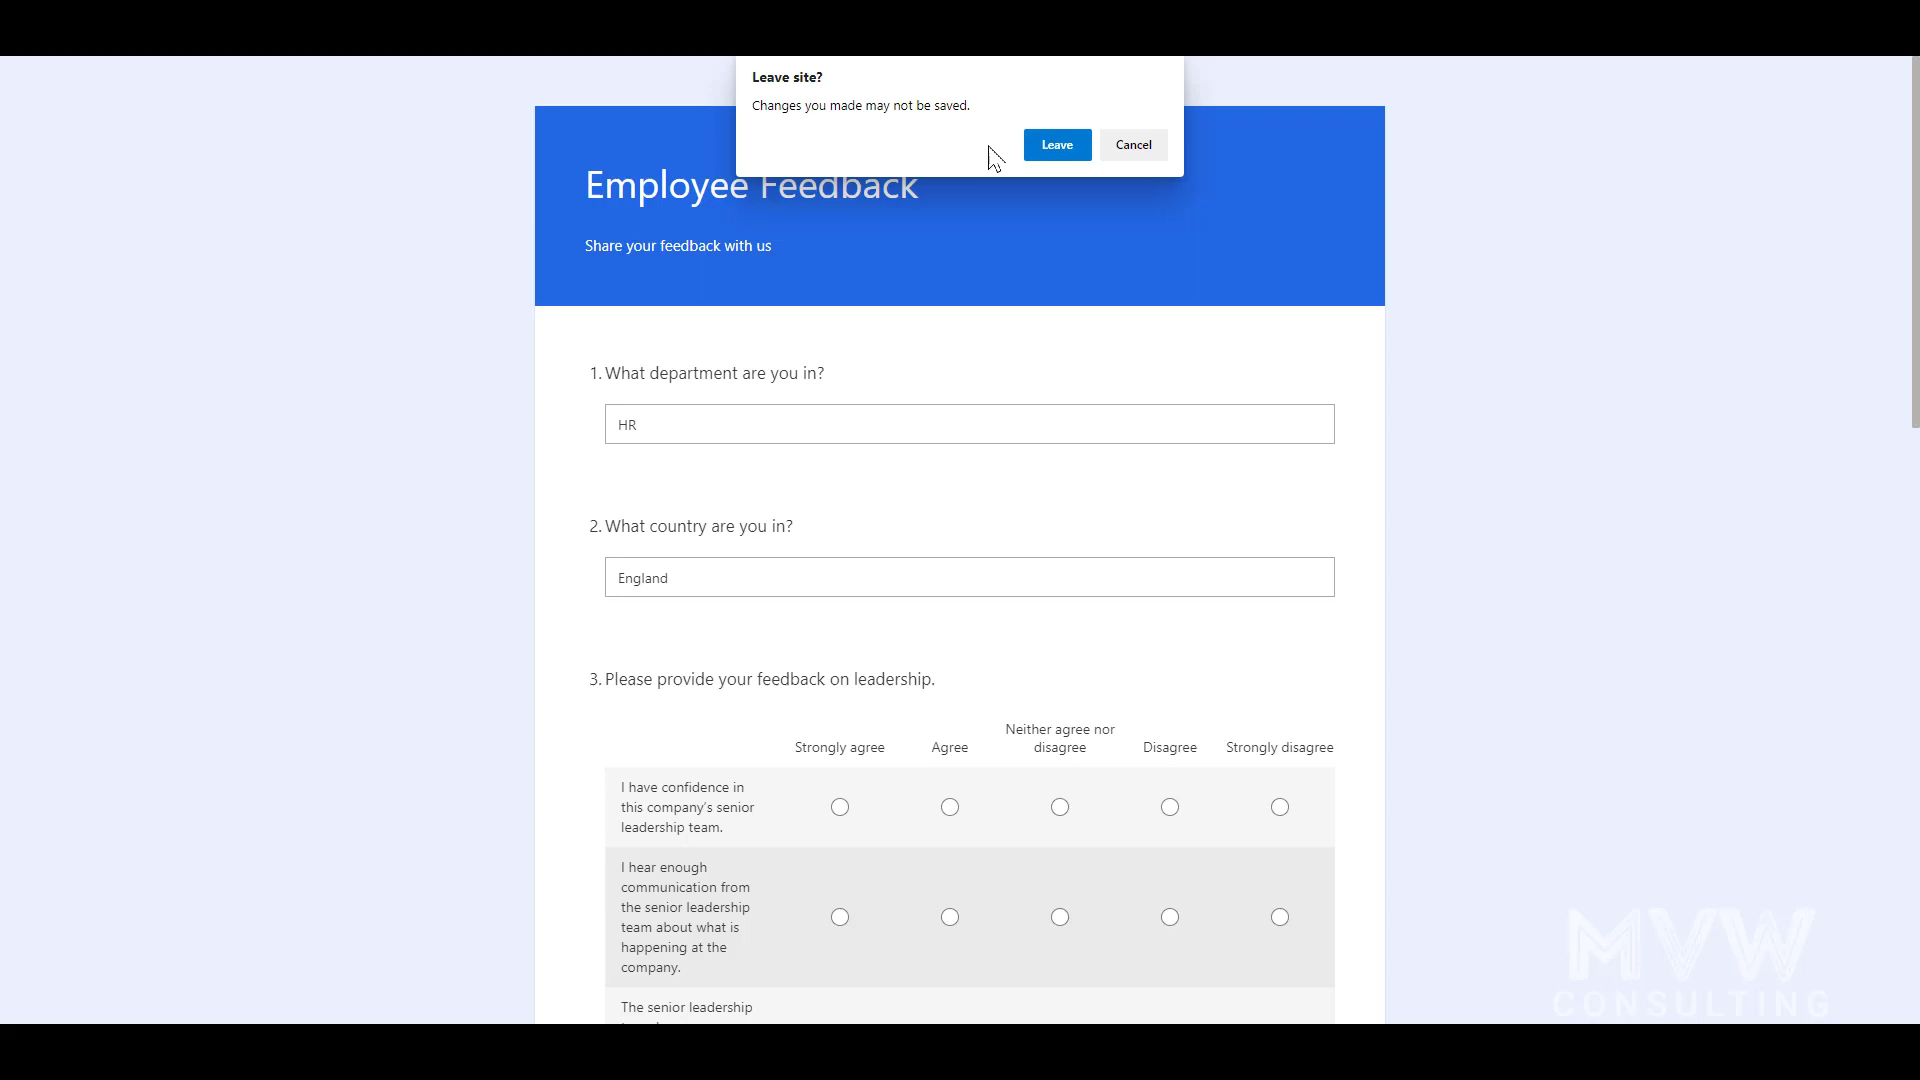 Leave site?
Changes you made may not be saved.
Leave
Cancel
Employee Feedback
Share your feedback with us
1. What department are you in?
HR
2. What country are you in?
England
3. Please provide your feedback on leadership.
Neither agree nor
Strongly agree Agree disagree Disagree Strongly disagree
I have confidence in
this company's senior
leadership team.
I hear enough
communication from
the senior leadership
team about what is
happening at the
company.
The senior leadership
MVW
CONSULTING